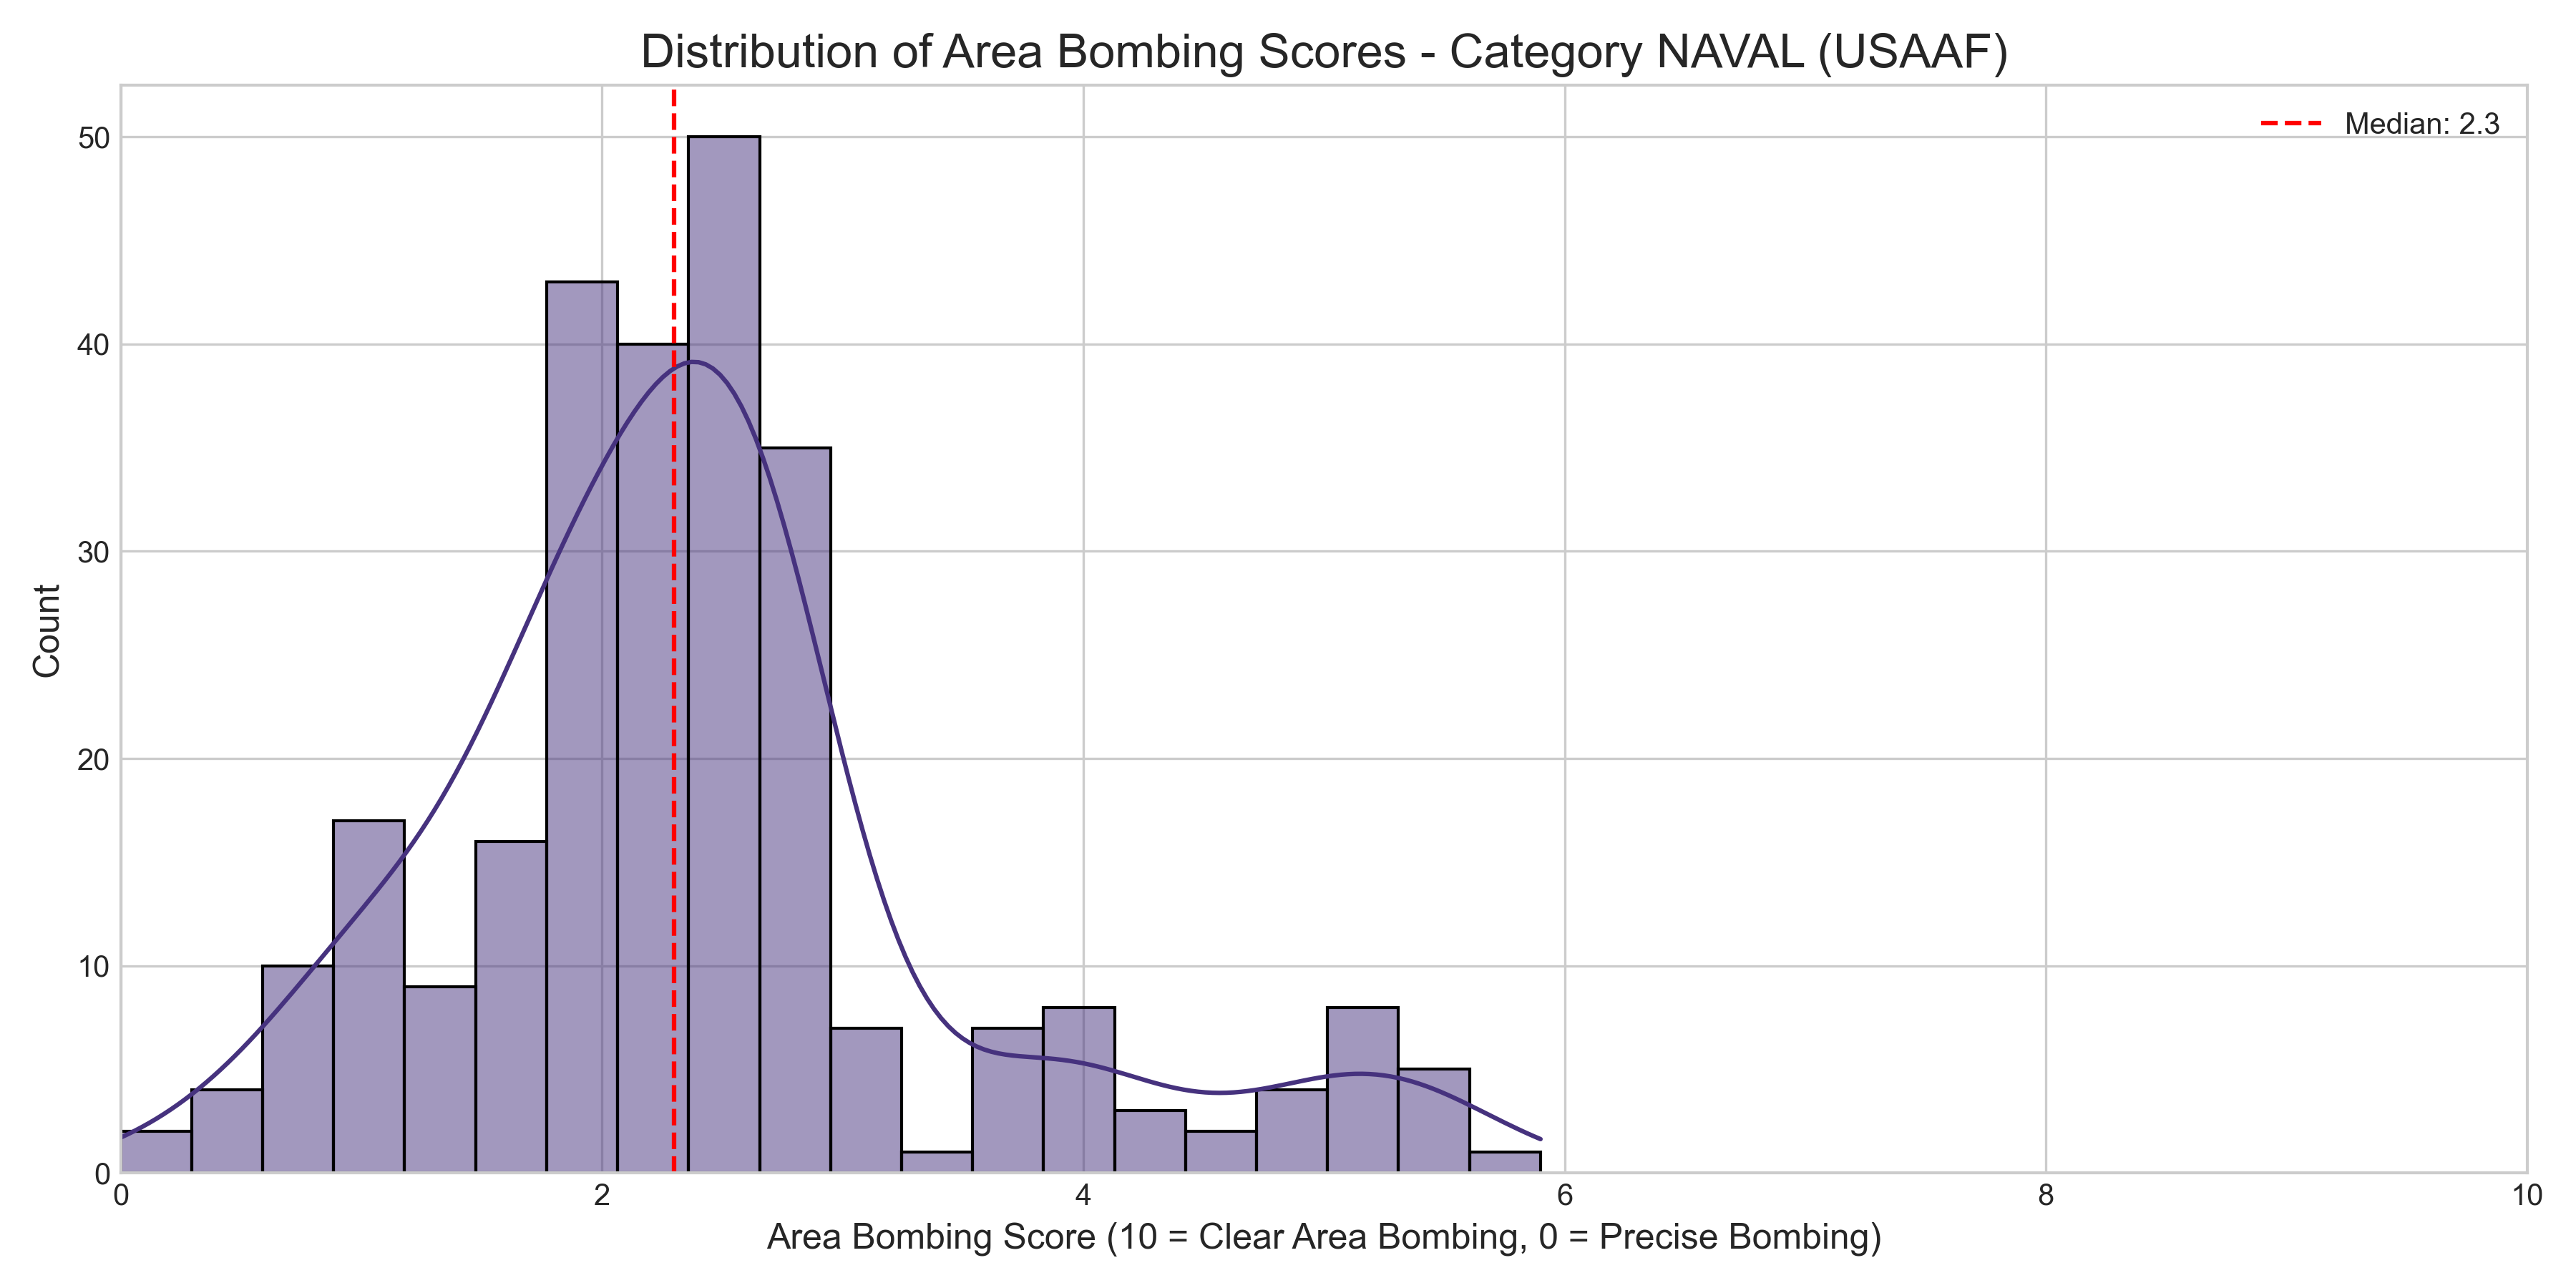 Distribution of Area Bombing Scores - Category NAVAL (USAAF)
Median: 2.3
Count
50
40
30
20
10
0
0 2 4 6 8 10
Area Bombing Score (10 = Clear Area Bombing, 0 = Precise Bombing)